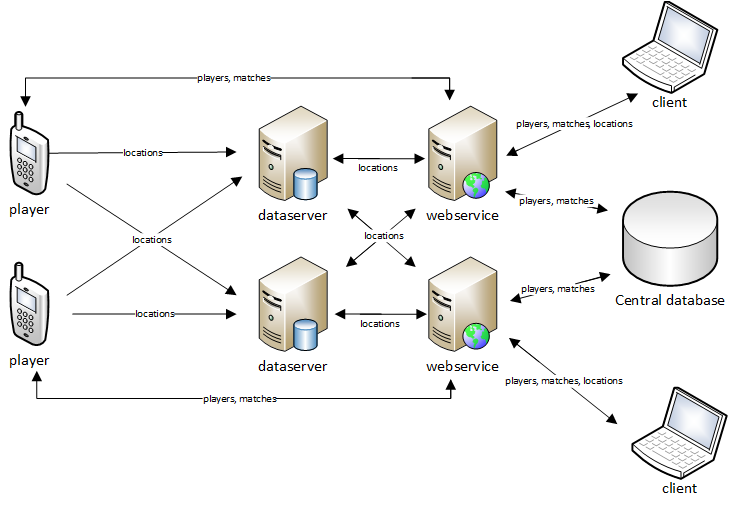 players, matches
client
players, matches, locations
locations
locations
player
dataserver
webservice
players, matches
locations
locations
players, matches
Central database
locations
locations
player
dataserver
webservice
players, matches, locations
players, matches
client